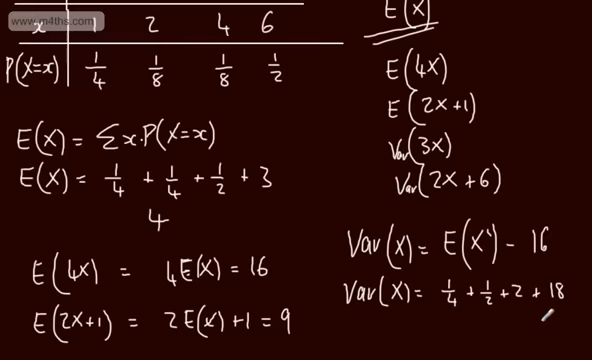 www.m4ths.com
x 1 2 4 6
P(X=x) 1/4 1/8 1/8 1/2
E(X) = Σx.P(X=x)
E(X) = 1/4 + 1/4 + 1/2 + 3
4
E(4X) = 4E(X) = 16
E(2X+1) = 2E(X)+1 = 9
E(X)
E(4X)
E(2X+1)
Var(3X)
Var(2X+6)
Var(X) = E(X²) - 16
Var(X) = 1/4 + 1/2 + 2 + 18